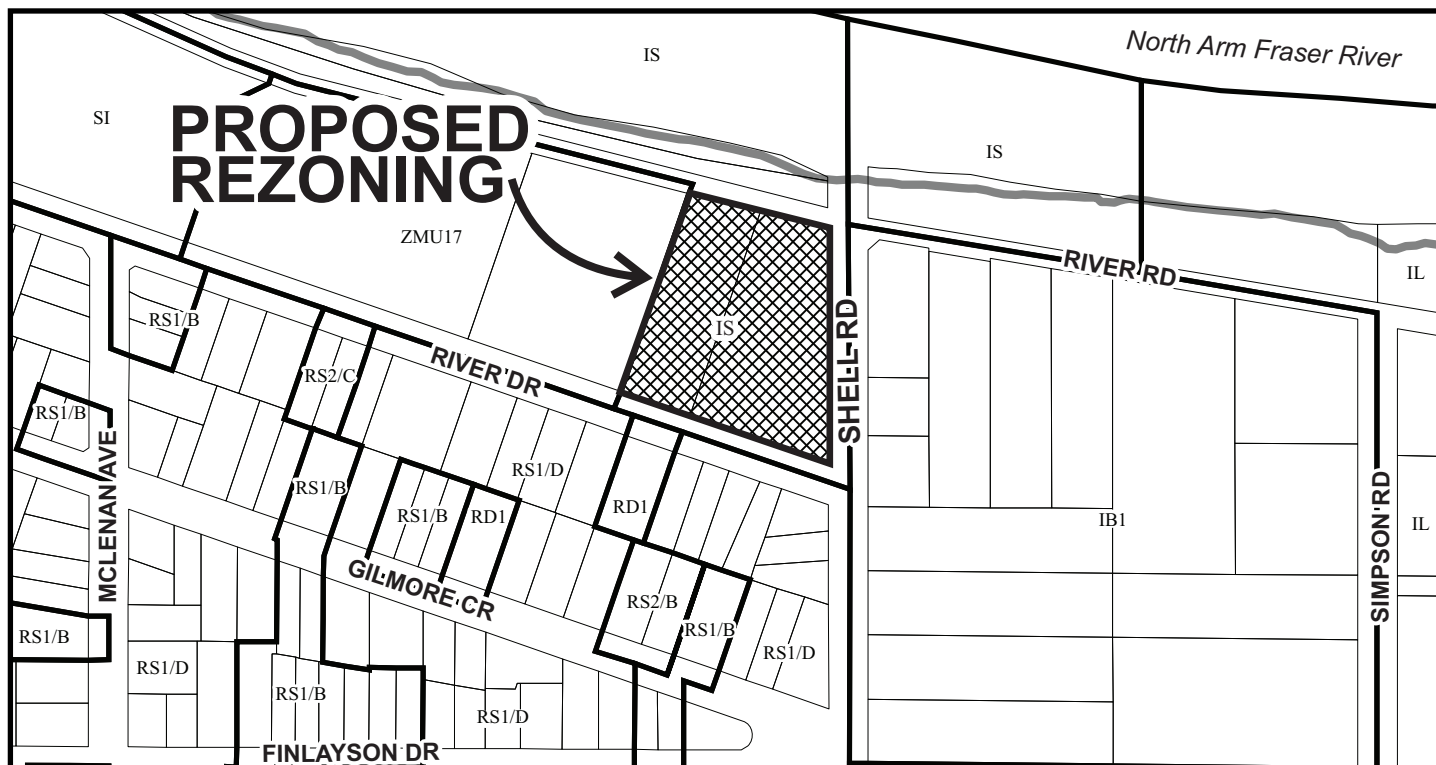 North Arm Fraser River
IS
SI
PROPOSED
REZONING
IS
ZMU17
IS
RIVER RD
IL
RS1/B
SHELL RD
RIVER DR
RS2/C
RS1/B
RS1/D
RS1/B
RS1/B
RD1
RD1
IB1
IL
MCLENAN AVE
GILMORE CR
SIMPSON RD
RS2/B
RS1/B
RS1/B
RS1/D
RS1/D
RS1/B
RS1/D
FINLAYSON DR